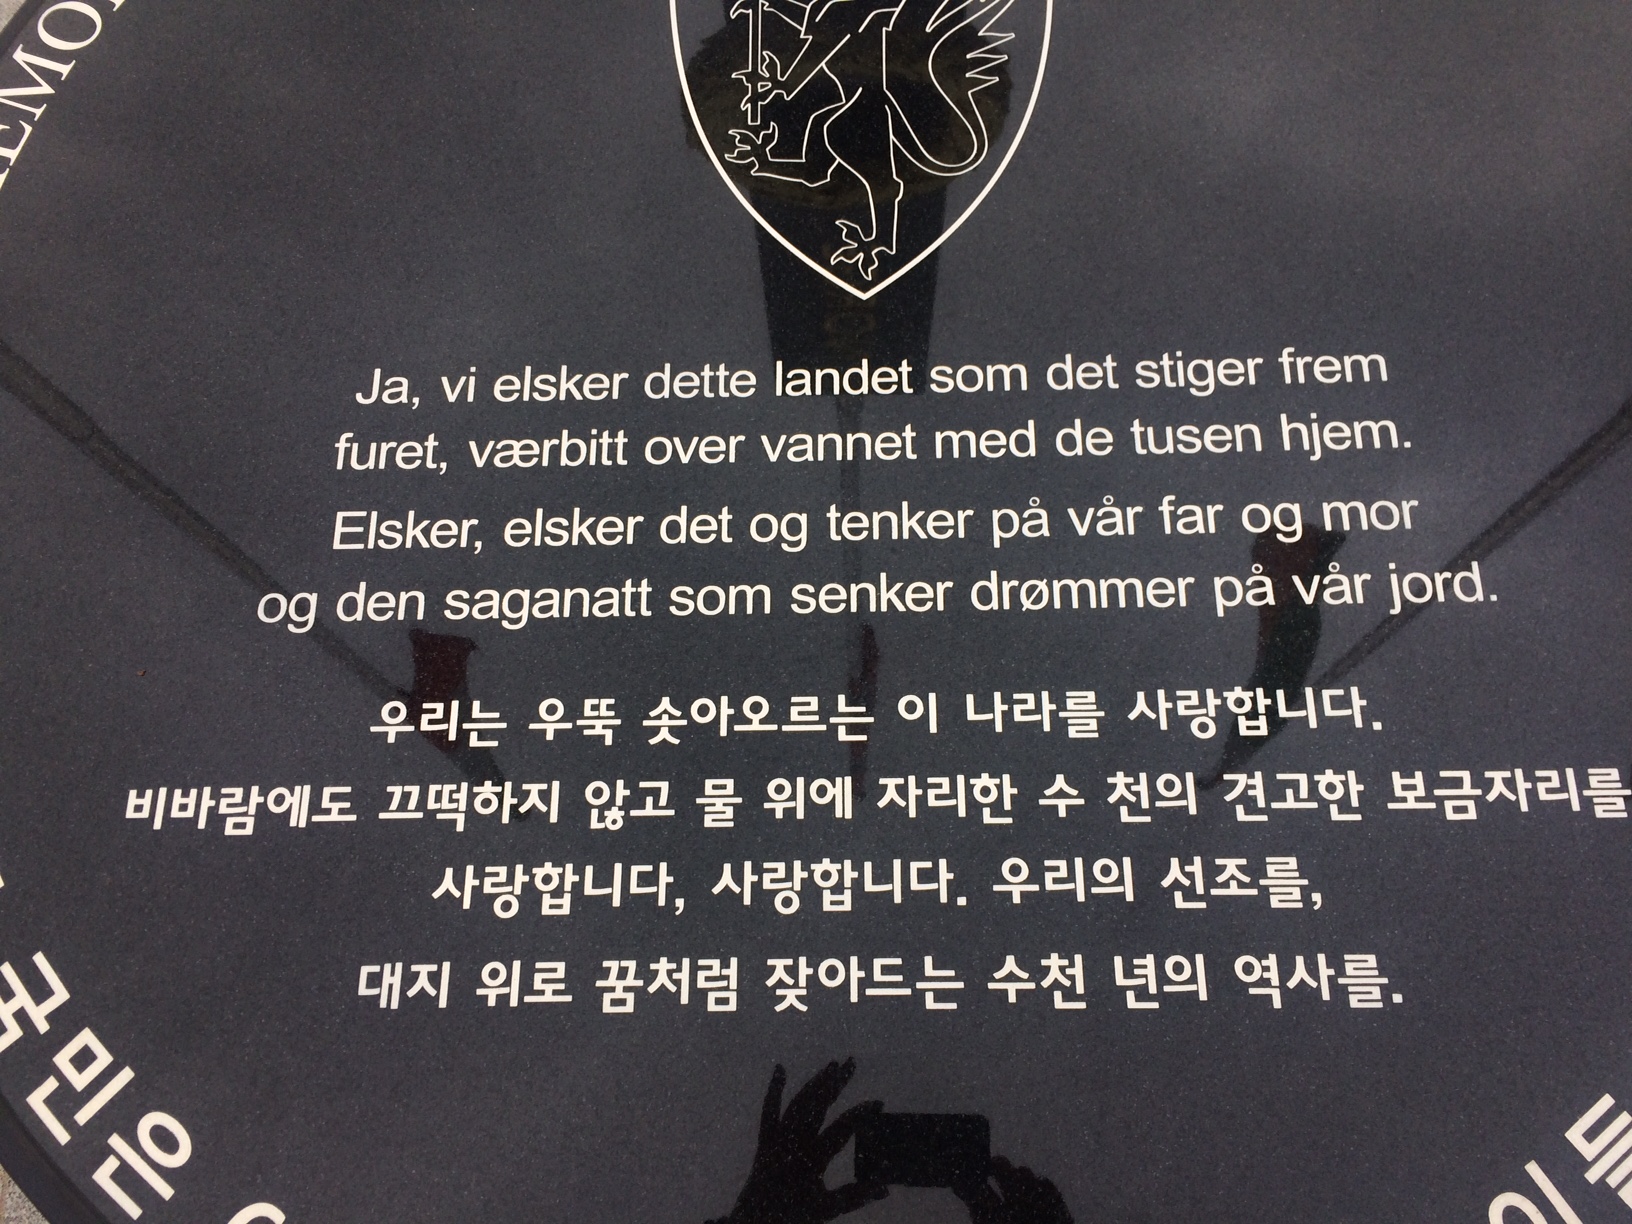 Ja, vi elsker dette landet som det stiger frem
furet, værbitt over vannet med de tusen hjem.
Elsker, elsker det og tenker på vår far og mor
og den saganatt som senker drømmer på vår jord.
우리는 우뚝 솟아오르는 이 나라를 사랑합니다.
비바람에도 끄떡하지 않고 물 위에 자리한 수 천의 견고한 보금자리를
사랑합니다, 사랑합니다. 우리의 선조를,
대지 위로 꿈처럼 잦아드는 수천 년의 역사를.
국민은